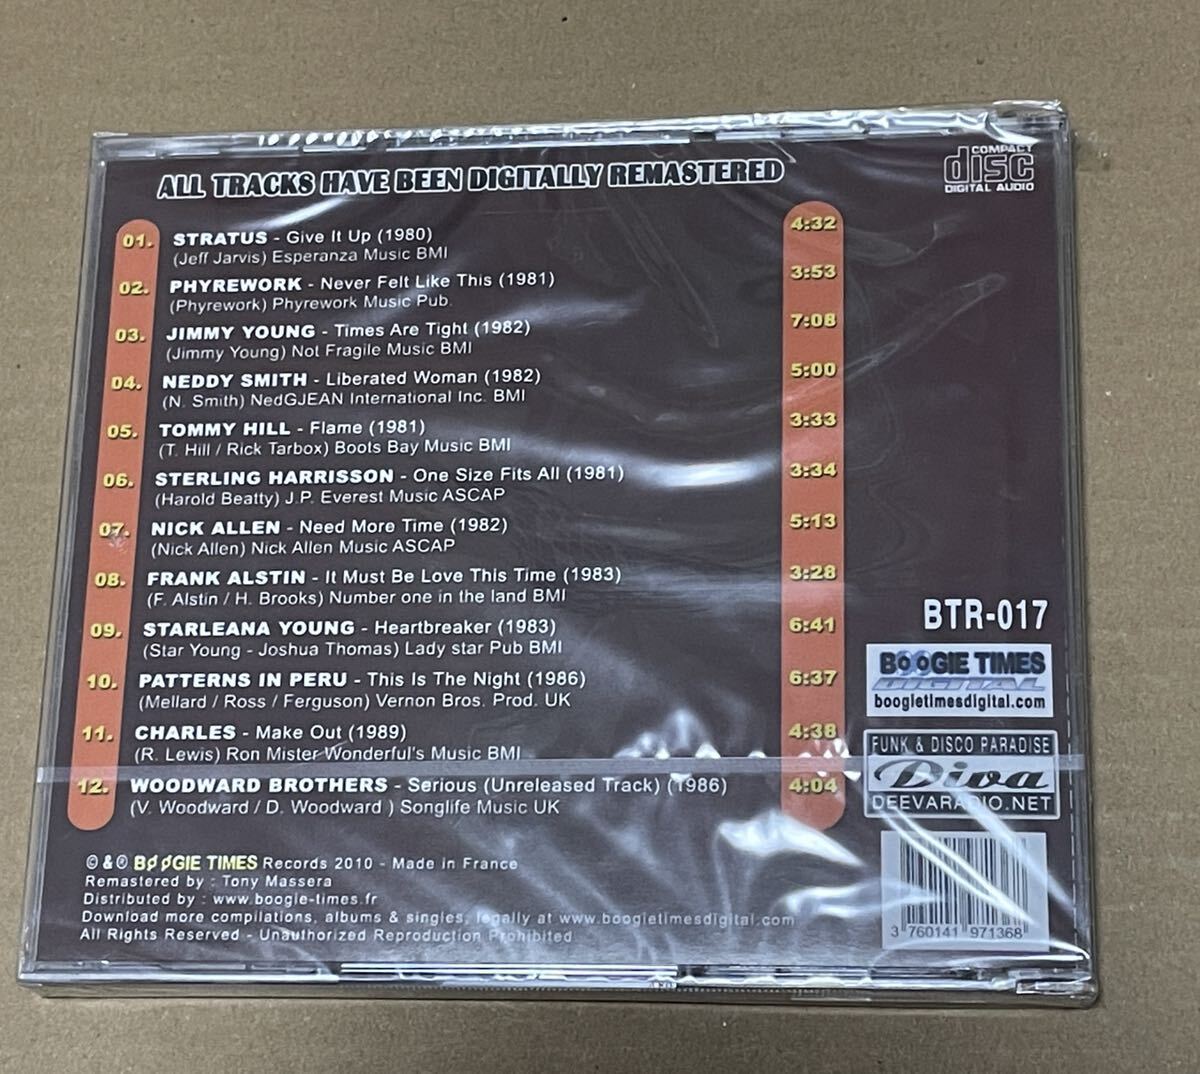 ALL TRACKS HAVE BEEN DIGITALLY REMASTERED
COMPACT
disc
DIGITAL AUDIO
01. STRATUS - Give It Up (1980) 4:32
(Jeff Jarvis) Esperanza Music BMI
02. PHYREWORK - Never Felt Like This (1981) 3:53
(Phyrework) Phyrework Music Pub.
03. JIMMY YOUNG - Times Are Tight (1982) 7:08
(Jimmy Young) Not Fragile Music BMI
04. NEDDY SMITH - Liberated Woman (1982) 5:00
(N. Smith) NedGJEAN International Inc. BMI
05. TOMMY HILL - Flame (1981) 3:33
(T. Hill / Rick Tarbox) Boots Bay Music BMI
06. STERLING HARRISSON - One Size Fits All (1981) 3:34
(Harold Beatty) J.P. Everest Music ASCAP
07. NICK ALLEN - Need More Time (1982) 5:13
(Nick Allen) Nick Allen Music ASCAP
08. FRANK ALSTIN - It Must Be Love This Time (1983) 3:28
(F. Alstin / H. Brooks) Number one in the land BMI
09. STARLEANA YOUNG - Heartbreaker (1983) 6:41
(Star Young - Joshua Thomas) Lady star Pub BMI
10. PATTERNS IN PERU - This Is The Night (1986) 6:37
(Mellard / Ross / Ferguson) Vernon Bros. Prod. UK
11. CHARLES - Make Out (1989) 4:38
(R. Lewis) Ron Mister Wonderful's Music BMI
12. WOODWARD BROTHERS - Serious (Unreleased Track) (1986) 4:04
(V. Woodward / D. Woodward ) Songlife Music UK
BTR-017
BOOGIE TIMES
DIGITAL
boogietimesdigital.com
FUNK & DISCO PARADISE
Diva
DEEVARADIO.NET
© & ® BOOGIE TIMES Records 2010 - Made in France
Remastered by : Tony Massera
Distributed by : www.boogie-times.fr
Download more compilations, albums & singles, legally at www.boogietimesdigital.com
All Rights Reserved - Unauthorized Reproduction Prohibited.
3 760141 971368